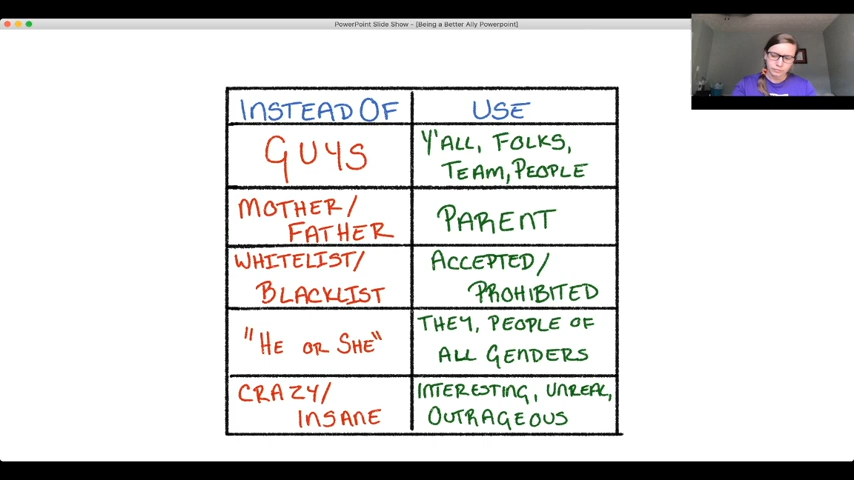 PowerPoint Slide Show - [Being a Better Ally Powerpoint]
INSTEAD OF
USE
GUYS
Y'ALL, FOLKS,
TEAM, PEOPLE
MOTHER/
FATHER
PARENT
WHITELIST/
BLACKLIST
ACCEPTED/
PROHIBITED
"HE OR SHE"
THEY, PEOPLE OF
ALL GENDERS
CRAZY/
INSANE
INTERESTING, UNREAL,
OUTRAGEOUS